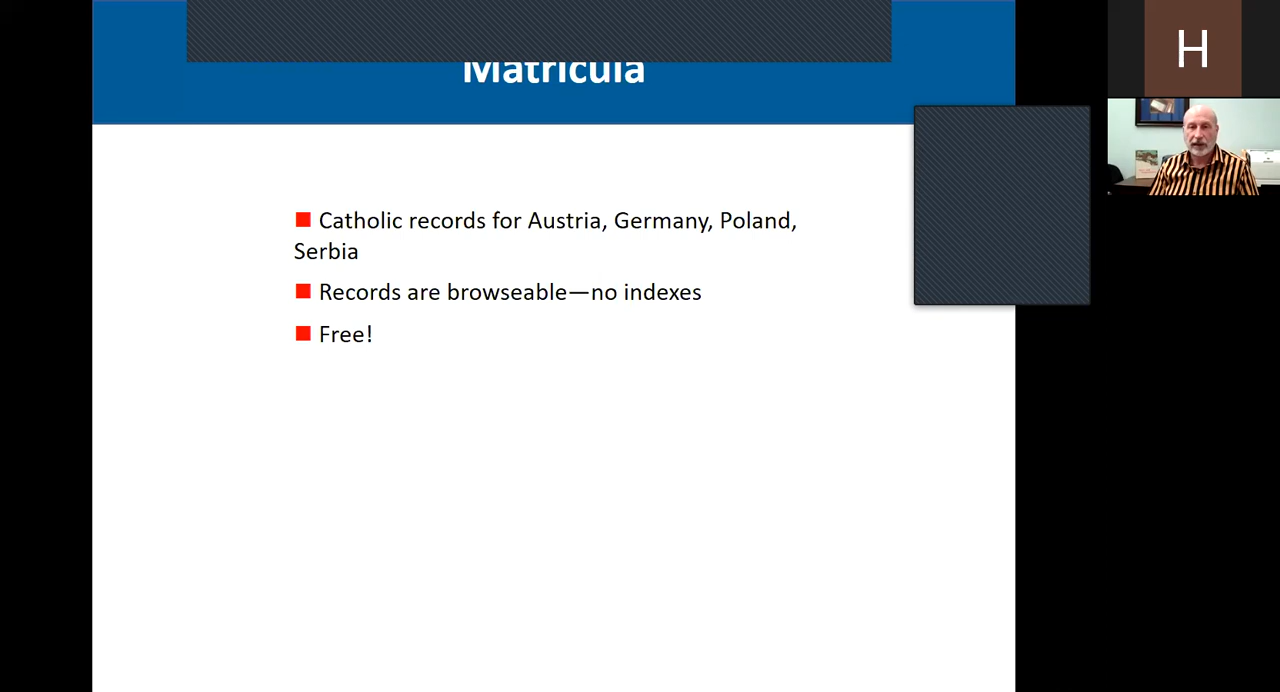 Matricula
H
■ Catholic records for Austria, Germany, Poland,
Serbia
■ Records are browseable—no indexes
■ Free!